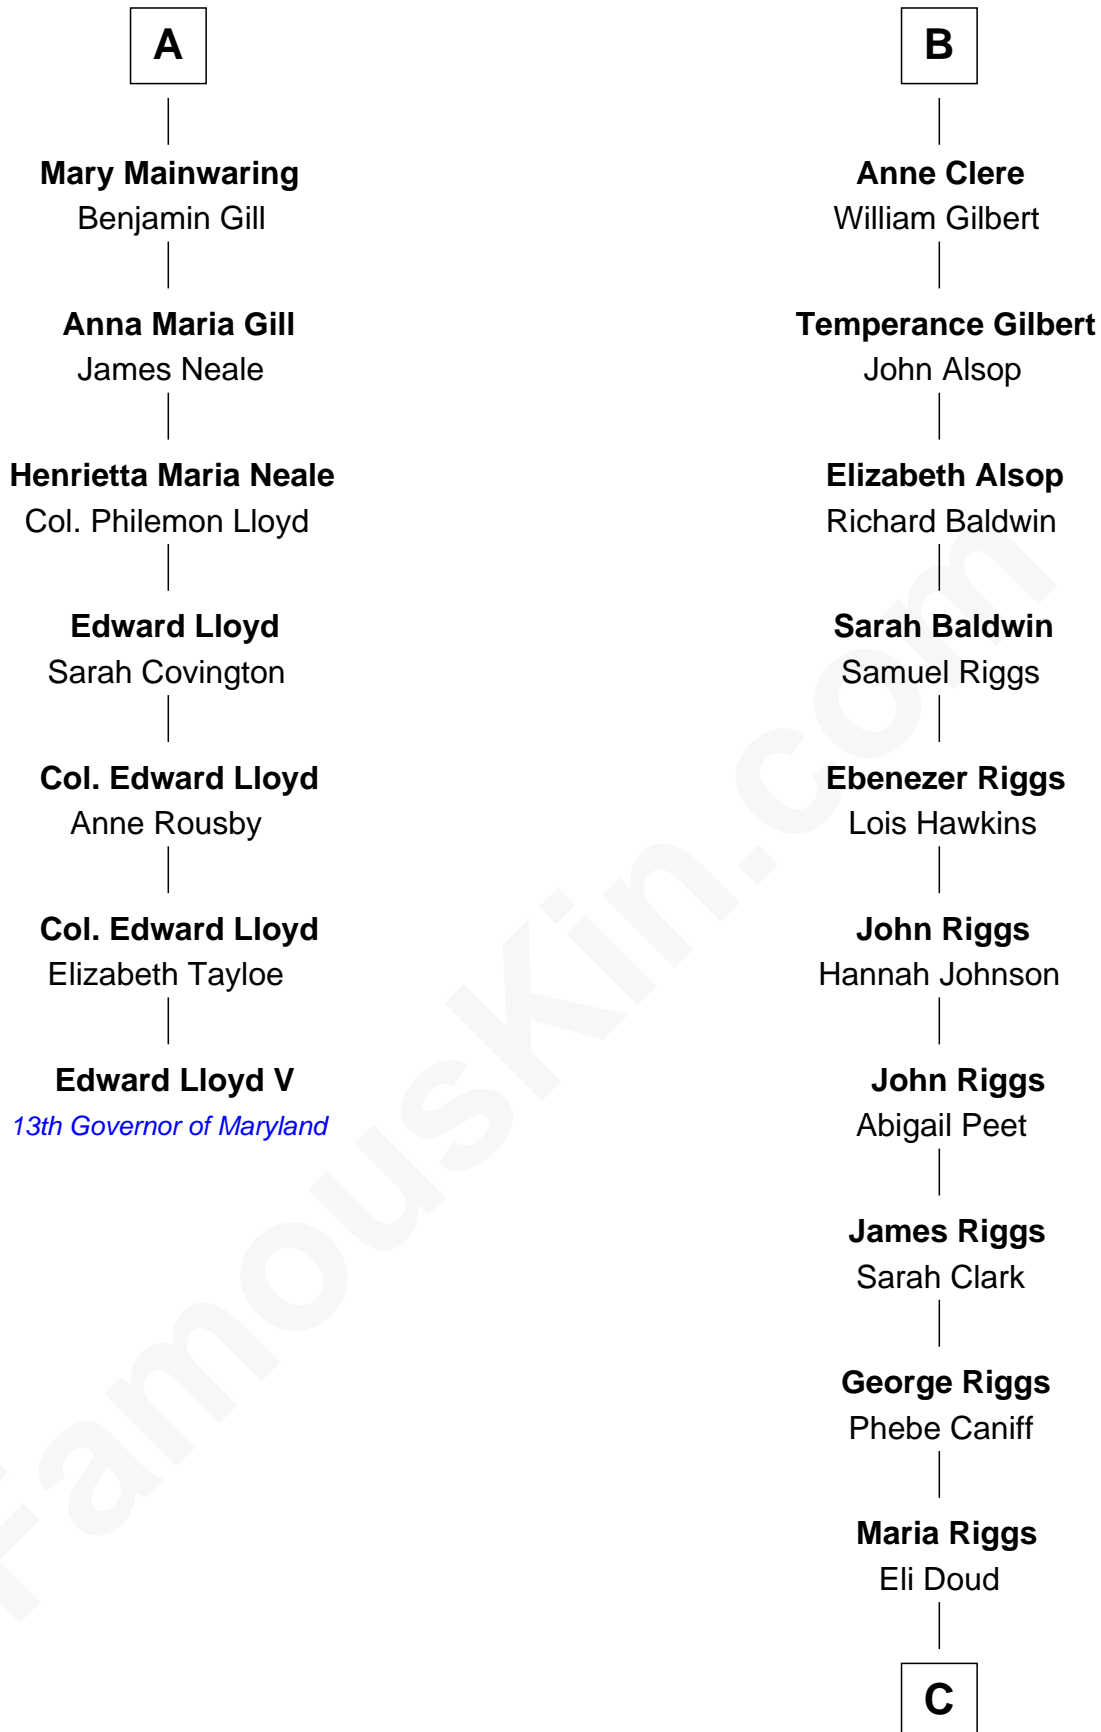 A
Mary Mainwaring
Benjamin Gill
Anna Maria Gill
James Neale
Henrietta Maria Neale
Col. Philemon Lloyd
Edward Lloyd
Sarah Covington
Col. Edward Lloyd
Anne Rousby
Col. Edward Lloyd
Elizabeth Tayloe
Edward Lloyd V
13th Governor of Maryland
B
Anne Clere
William Gilbert
Temperance Gilbert
John Alsop
Elizabeth Alsop
Richard Baldwin
Sarah Baldwin
Samuel Riggs
Ebenezer Riggs
Lois Hawkins
John Riggs
Hannah Johnson
John Riggs
Abigail Peet
James Riggs
Sarah Clark
George Riggs
Phebe Caniff
Maria Riggs
Eli Doud
C
FamousKin.com